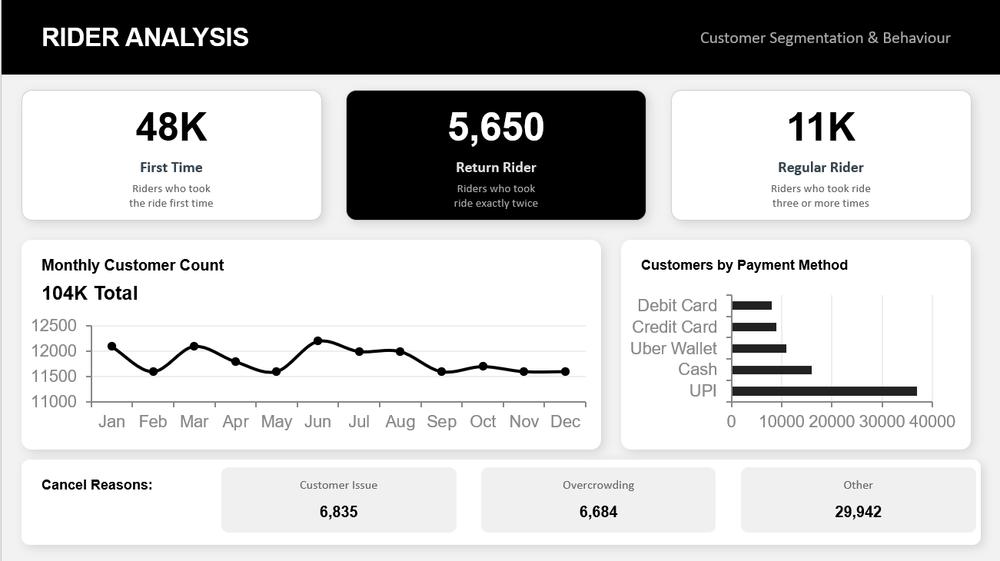 RIDER ANALYSIS
Customer Segmentation & Behaviour
48K
First Time
Riders who took
the ride first time
5,650
Return Rider
Riders who took
ride exactly twice
11K
Regular Rider
Riders who took ride
three or more times
Monthly Customer Count
104K Total
12500
12000
11500
11000
Jan Feb Mar Apr May Jun Jul Aug Sep Oct Nov Dec
Customers by Payment Method
Debit Card
Credit Card
Uber Wallet
Cash
UPI
0 10000 20000 30000 40000
Cancel Reasons:
Customer Issue
6,835
Overcrowding
6,684
Other
29,942